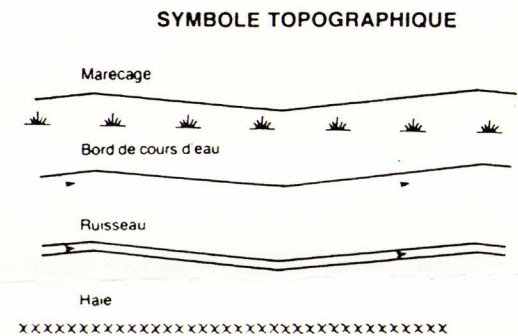 SYMBOLE TOPOGRAPHIQUE
Marecage
Bord de cours d'eau
Ruisseau
Haie